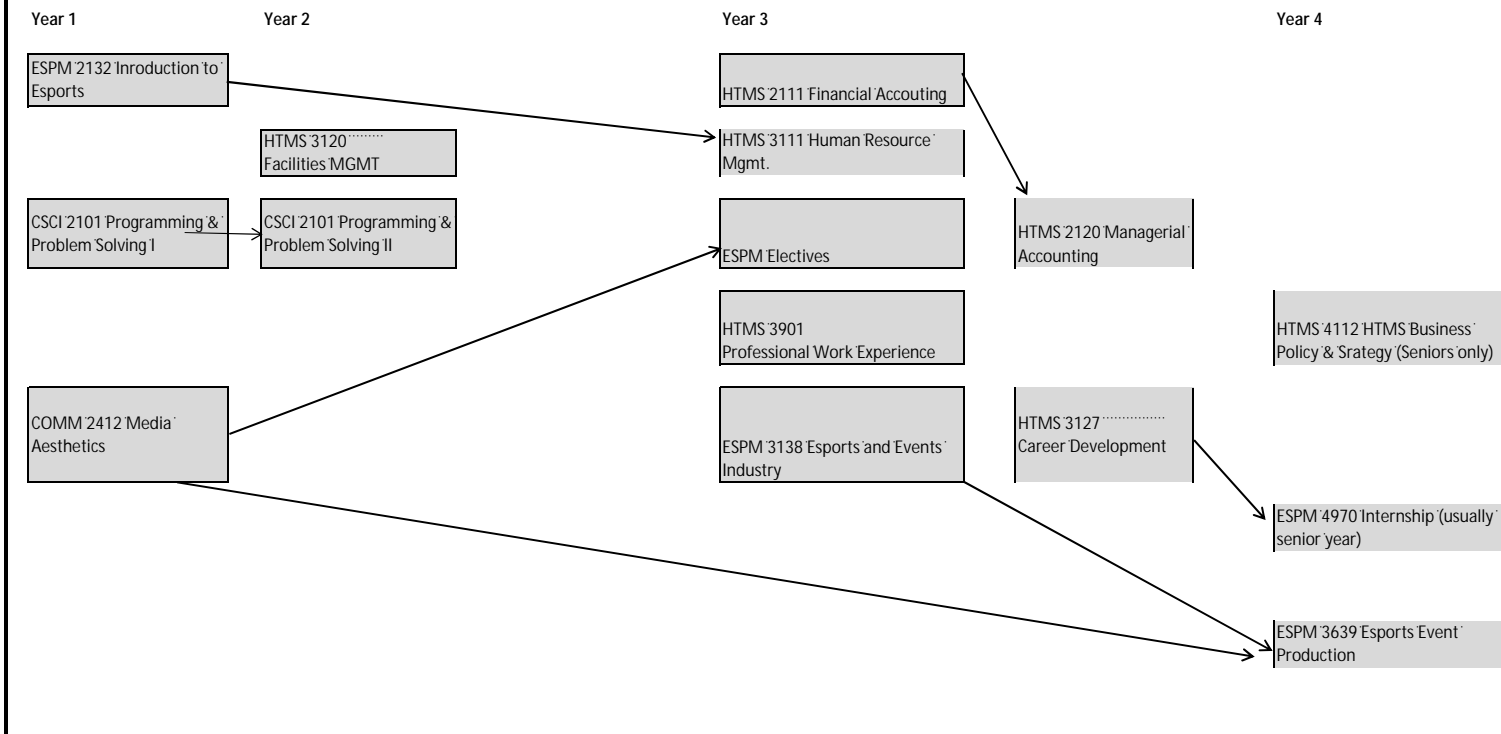 Year 1
Year 2
Year 3
Year 4
ESPM 2132 Inroduction to
Esports
HTMS 2111 Financial Accouting
HTMS 3120
Facilities MGMT
HTMS 3111 Human Resource
Mgmt.
CSCI 2101 Programming &
Problem Solving I
CSCI 2101 Programming &
Problem Solving II
ESPM Electives
HTMS 2120 Managerial
Accounting
HTMS 3901
Professional Work Experience
HTMS 4112 HTMS Business
Policy & Srategy (Seniors only)
COMM 2412 Media
Aesthetics
ESPM 3138 Esports and Events
Industry
HTMS 3127
Career Development
ESPM 4970 Internship (usually
senior year)
ESPM 3639 Esports Event
Production